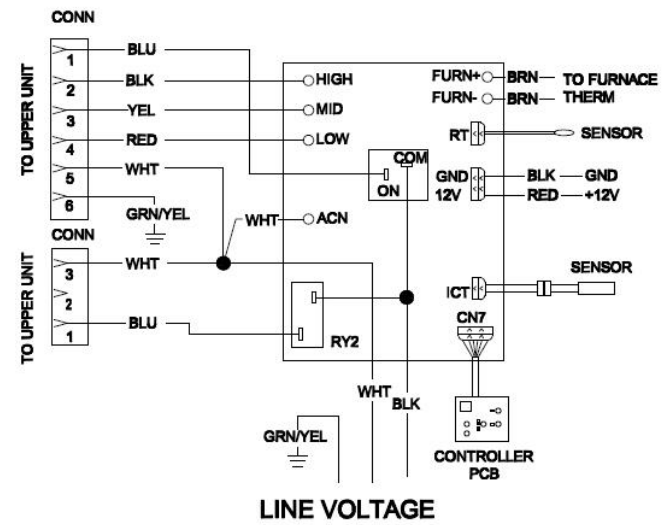 CONN
TO UPPER UNIT
1 BLU
2 BLK HIGH
3 YEL MID
4 RED LOW
5 WHT
6
GRN/YEL
WHT ACN
COM
ON
FURN+ BRN TO FURNACE
FURN- BRN THERM
RT SENSOR
GND BLK GND
12V RED +12V
CONN
TO UPPER UNIT
3 WHT
2
1 BLU
RY2
ICT SENSOR
CN7
WHT
BLK
GRN/YEL
CONTROLLER
PCB
LINE VOLTAGE